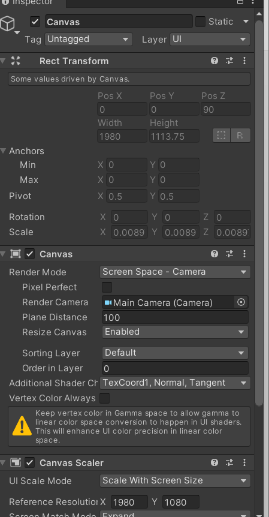 Inspector
Canvas Static
Tag Untagged Layer UI
Rect Transform
Some values driven by Canvas.
Pos X Pos Y Pos Z
0 0 90
Width Height
1980 1113.75
R
Anchors
Min X 0 Y 0
Max X 0 Y 0
Pivot X 0.5 Y 0.5
Rotation X 0 Y 0 Z 0
Scale X 0.0089 Y 0.0089 Z 0.0089
Canvas
Render Mode Screen Space - Camera
Pixel Perfect
Render Camera Main Camera (Camera)
Plane Distance 100
Resize Canvas Enabled
Sorting Layer Default
Order in Layer 0
Additional Shader Ch TexCoord1, Normal, Tangent
Vertex Color Always
Keep vertex color in Gamma space to allow gamma to
linear color space conversion to happen in UI shaders.
This will enhance UI color precision in linear color
space.
Canvas Scaler
UI Scale Mode Scale With Screen Size
Reference Resolutio X 1980 Y 1080
Screen Match Mode Expand